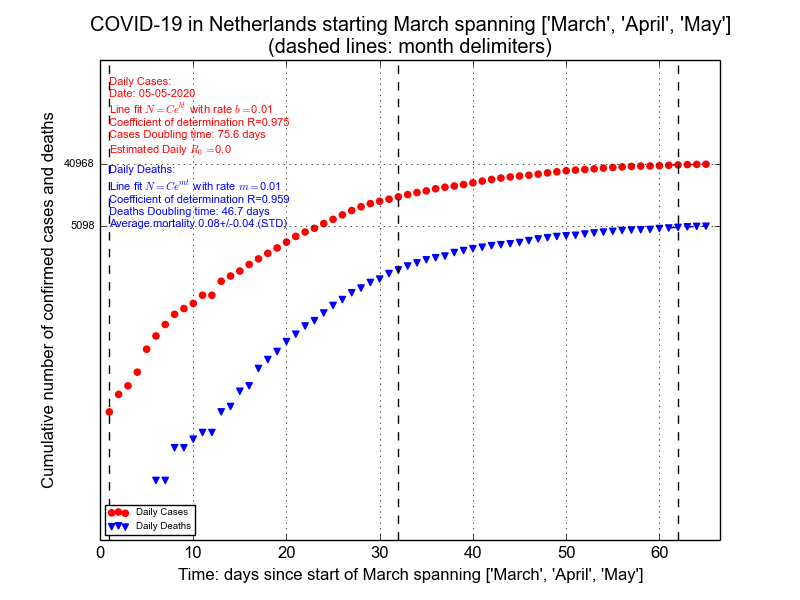 COVID-19 in Netherlands starting March spanning ['March', 'April', 'May']
(dashed lines: month delimiters)
Daily Cases:
Date: 05-05-2020
Line fit N=Ce^{bt} with rate b=0.01
Coefficient of determination R=0.975
Cases Doubling time: 75.6 days
Estimated Daily R_0=0.0
Daily Deaths:
Line fit N=Ce^{mt} with rate m=0.01
Coefficient of determination R=0.959
Deaths Doubling time: 46.7 days
Average mortality 0.08+/-0.04 (STD)
40968
5098
Cumulative number of confirmed cases and deaths
Daily Cases
Daily Deaths
0 10 20 30 40 50 60
Time: days since start of March spanning ['March', 'April', 'May']